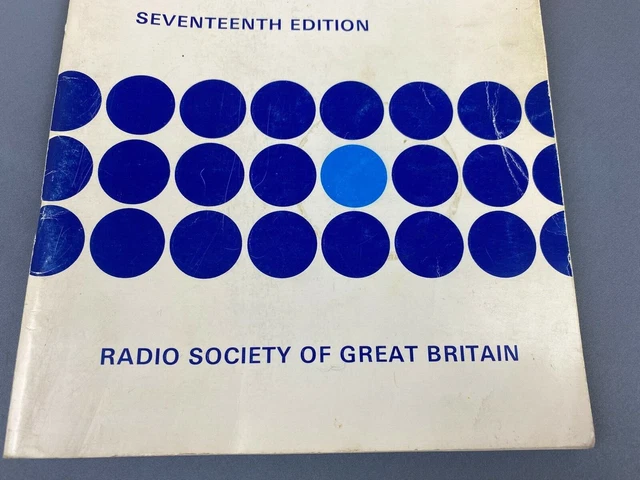 SEVENTEENTH EDITION
RADIO SOCIETY OF GREAT BRITAIN